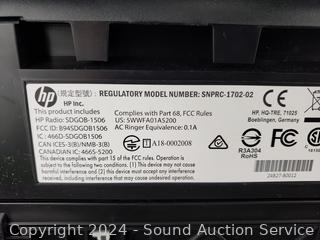 hp
(規定型號): REGULATORY MODEL NUMBER: SNPRC-1702-02
HP Inc.
This product includes
HP Radio: SDGOB-1506
FCC ID: B94SDGOB1506
IC: 466D-SDGOB1506
CAN ICES-3(B)/NMB-3(B)
CANADIAN IC:466S-5200
Complies with Part 68, FCC Rules
US: 5WWFA01A5200
AC Ringer Equivalence: 0.1A
A18-0002008
This device complies with part 15 of the FCC Rules. Operation is
subject to the following two conditions: (1) this device may not
cause harmful interference, and (2) this device must accept any
interference received, including interference that may cause
undesired operation.
HP, HQ-TRE, 71025
Boeblingen, Germany
FC
CE
R3A304
RoHS
24827-80012
Copyright 2024 - Sound Auction Service